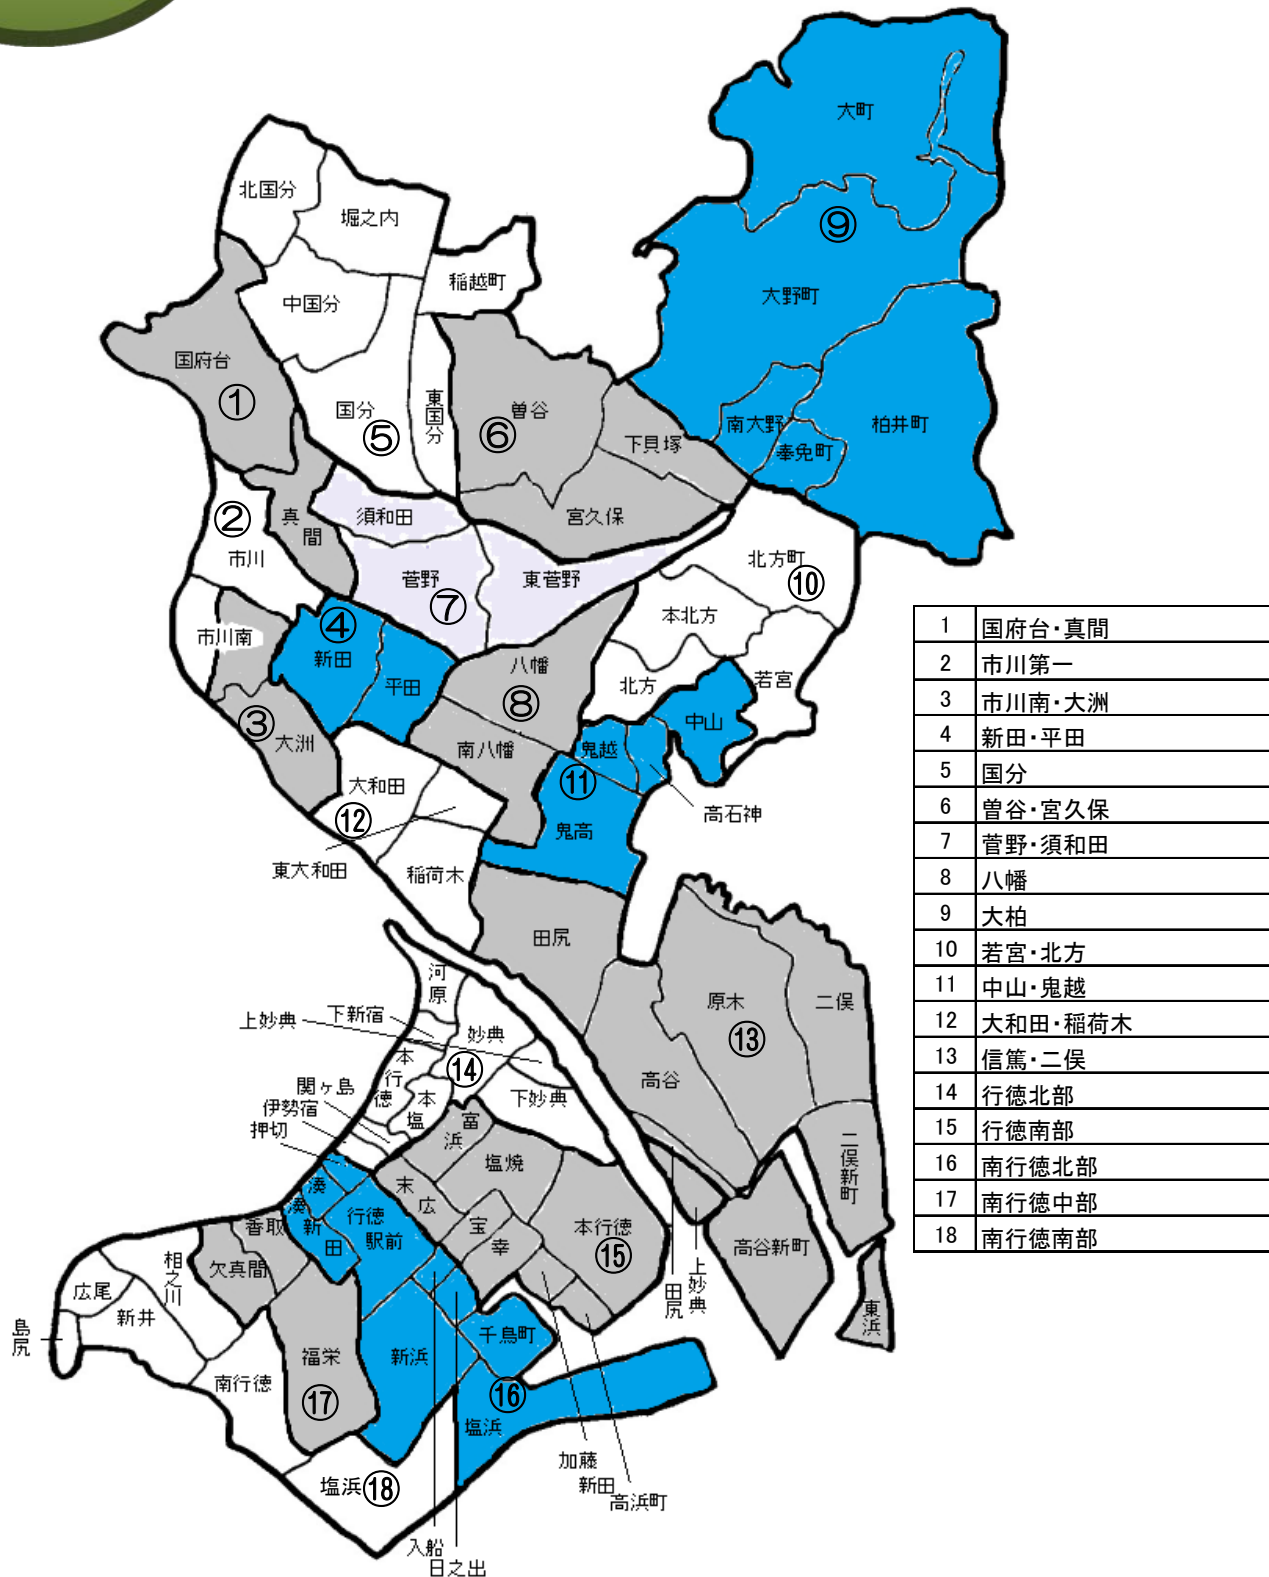 大町
⑨
北国分
堀之内
稲越町
大野町
中国分
国府台
①
国分
⑤
東国分
曽谷
⑥
下貝塚
南大野
奉免町
柏井町
宮久保
真間
②
市川
須和田
菅野
⑦
東菅野
北方町
⑩
本北方
市川南
④
新田
平田
八幡
⑧
北方
若宮
中山
③
大洲
南八幡
鬼越
⑪
高石神
大和田
⑫
鬼高
東大和田
稲荷木
田尻
河原
上妙典
下新宿
妙典
⑭
本行徳
関ヶ島
伊勢宿
押切
本塩
下妙典
原木
⑬
二俣
高谷
富浜
塩焼
二俣新町
湊
湊新田
末広
行徳駅前
宝
幸
本行徳
⑮
香取
欠真間
相之川
広尾
新井
島尻
田尻
上妙典
高谷新町
東浜
千鳥町
新浜
福栄
⑰
南行徳
⑯
塩浜
加藤新田
高浜町
塩浜
⑱
入船
日之出
1 国府台・真間
2 市川第一
3 市川南・大洲
4 新田・平田
5 国分
6 曽谷・宮久保
7 菅野・須和田
8 八幡
9 大柏
10 若宮・北方
11 中山・鬼越
12 大和田・稲荷木
13 信篤・二俣
14 行徳北部
15 行徳南部
16 南行徳北部
17 南行徳中部
18 南行徳南部